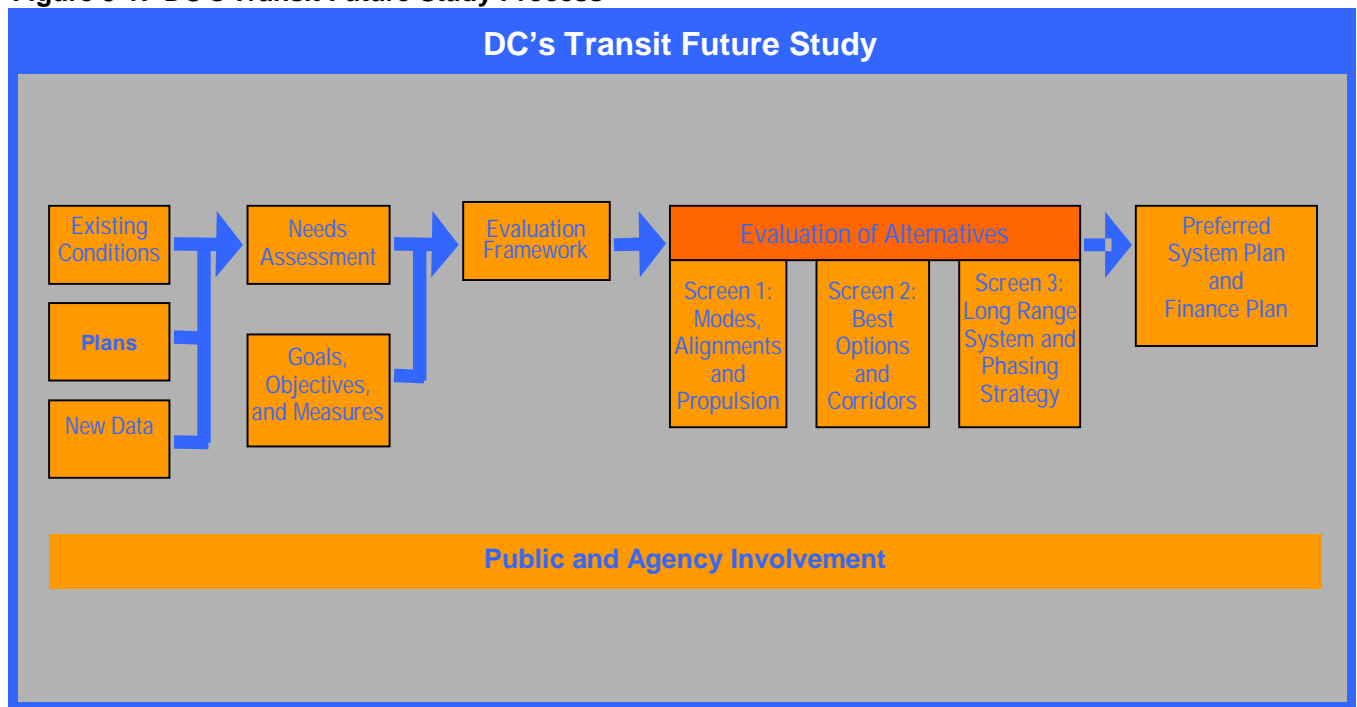 DC's Transit Future Study
Existing
Conditions
Plans
New Data
Needs
Assessment
Goals,
Objectives,
and Measures
Evaluation
Framework
Evaluation of Alternatives
Screen 1:
Modes,
Alignments
and
Propulsion
Screen 2:
Best
Options
and
Corridors
Screen 3:
Long Range
System and
Phasing
Strategy
Preferred
System Plan
and
Finance Plan
Public and Agency Involvement